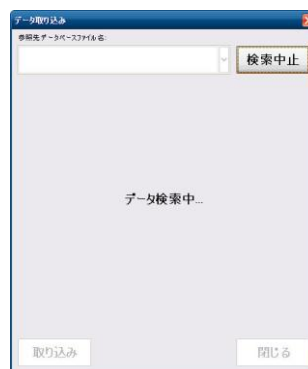 データ取り込み
参照先データベースファイル名:
検索中止
データ検索中...
取り込み
閉じる